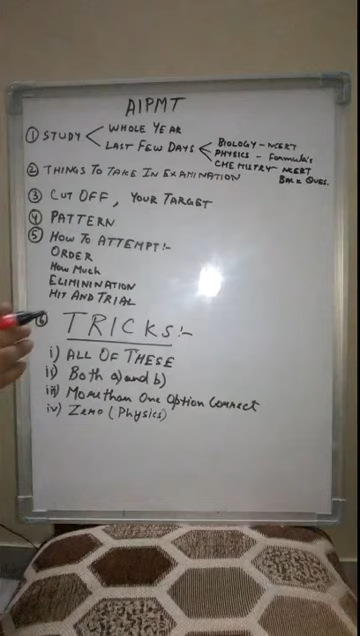 AIPMT
① STUDY < WHOLE YEAR
LAST FEW DAYS < BIOLOGY - NCERT
PHYSICS - Formula's
CHEMISTRY - NCERT
Back Ques.
② THINGS TO TAKE IN EXAMINATION
③ CUT OFF, YOUR TARGET
④ PATTERN
⑤ HOW TO ATTEMPT:-
ORDER
How Much
ELIMININATION
HIT AND TRIAL
⑥ TRICKS:-
i) ALL OF THESE
ii) Both a) and b)
iii) More than One Option Correct
iv) Zero (Physics)